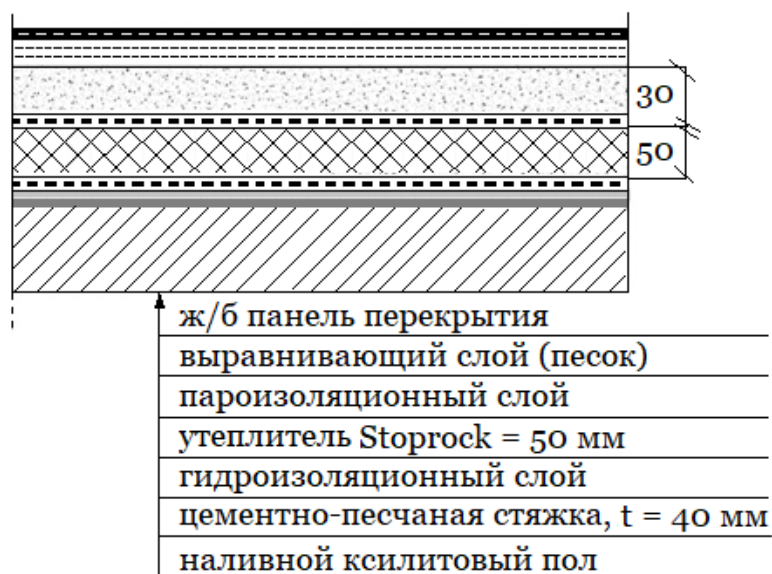 30
50
ж/б панель перекрытия
выравнивающий слой (песок)
пароизоляционный слой
утеплитель Stoprock = 50 мм
гидроизоляционный слой
цементно-песчаная стяжка, t = 40 мм
наливной ксилитовый пол